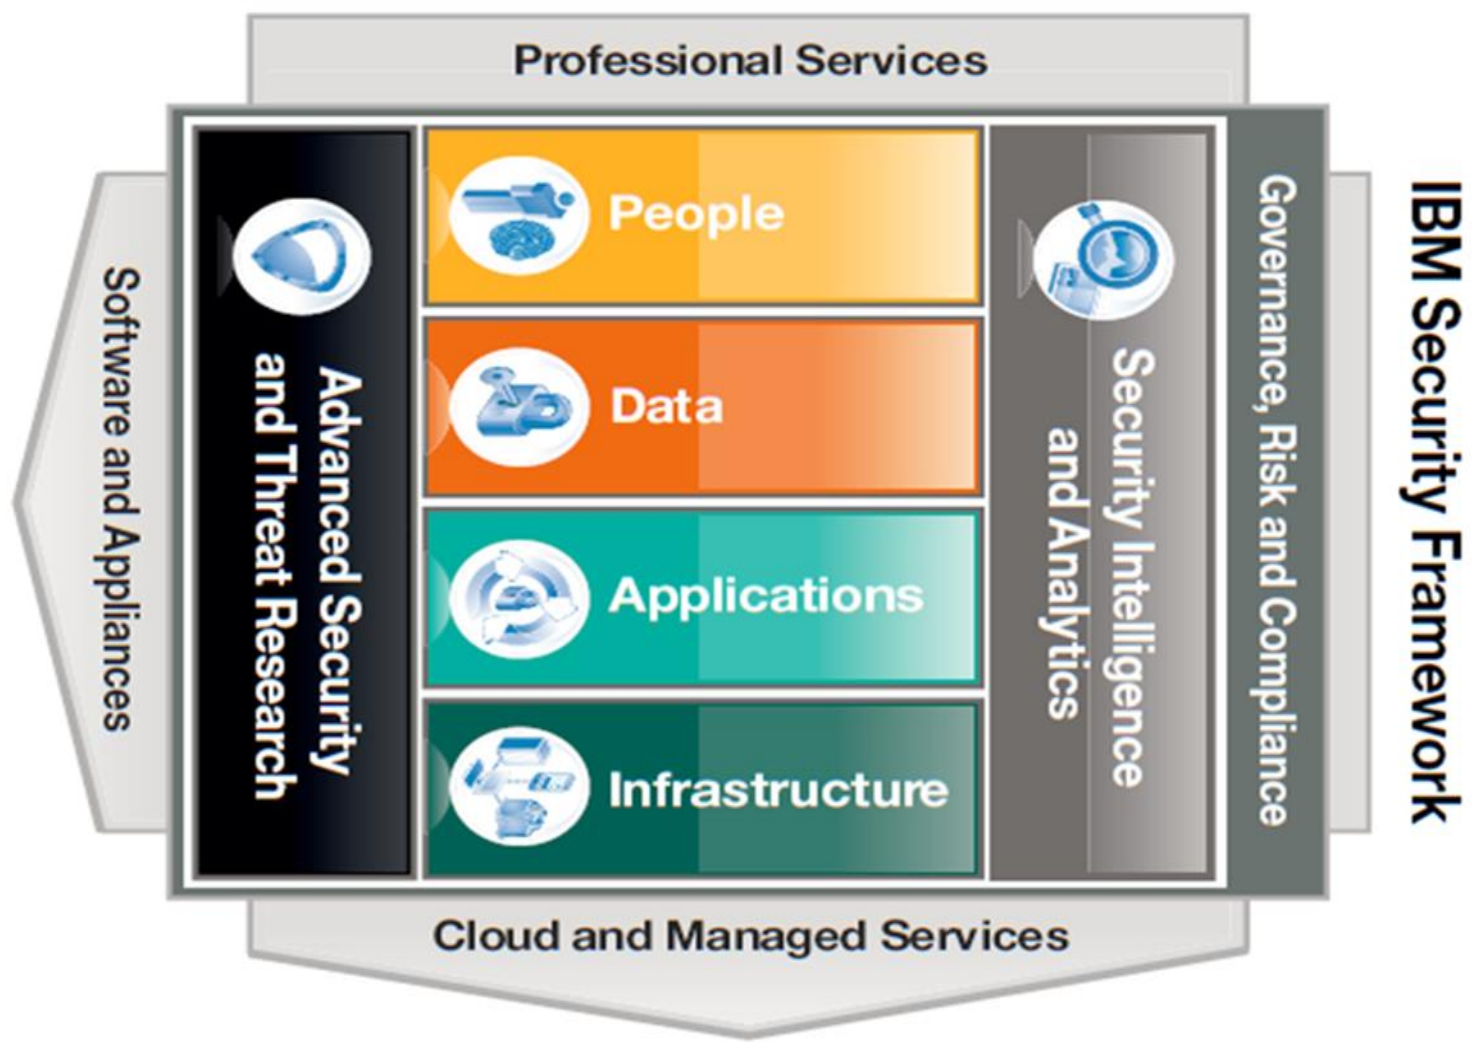 IBM Security Framework
Professional Services
Governance, Risk and Compliance
Security Intelligence
and Analytics
People
Data
Applications
Infrastructure
Advanced Security
and Threat Research
Software and Appliances
Cloud and Managed Services